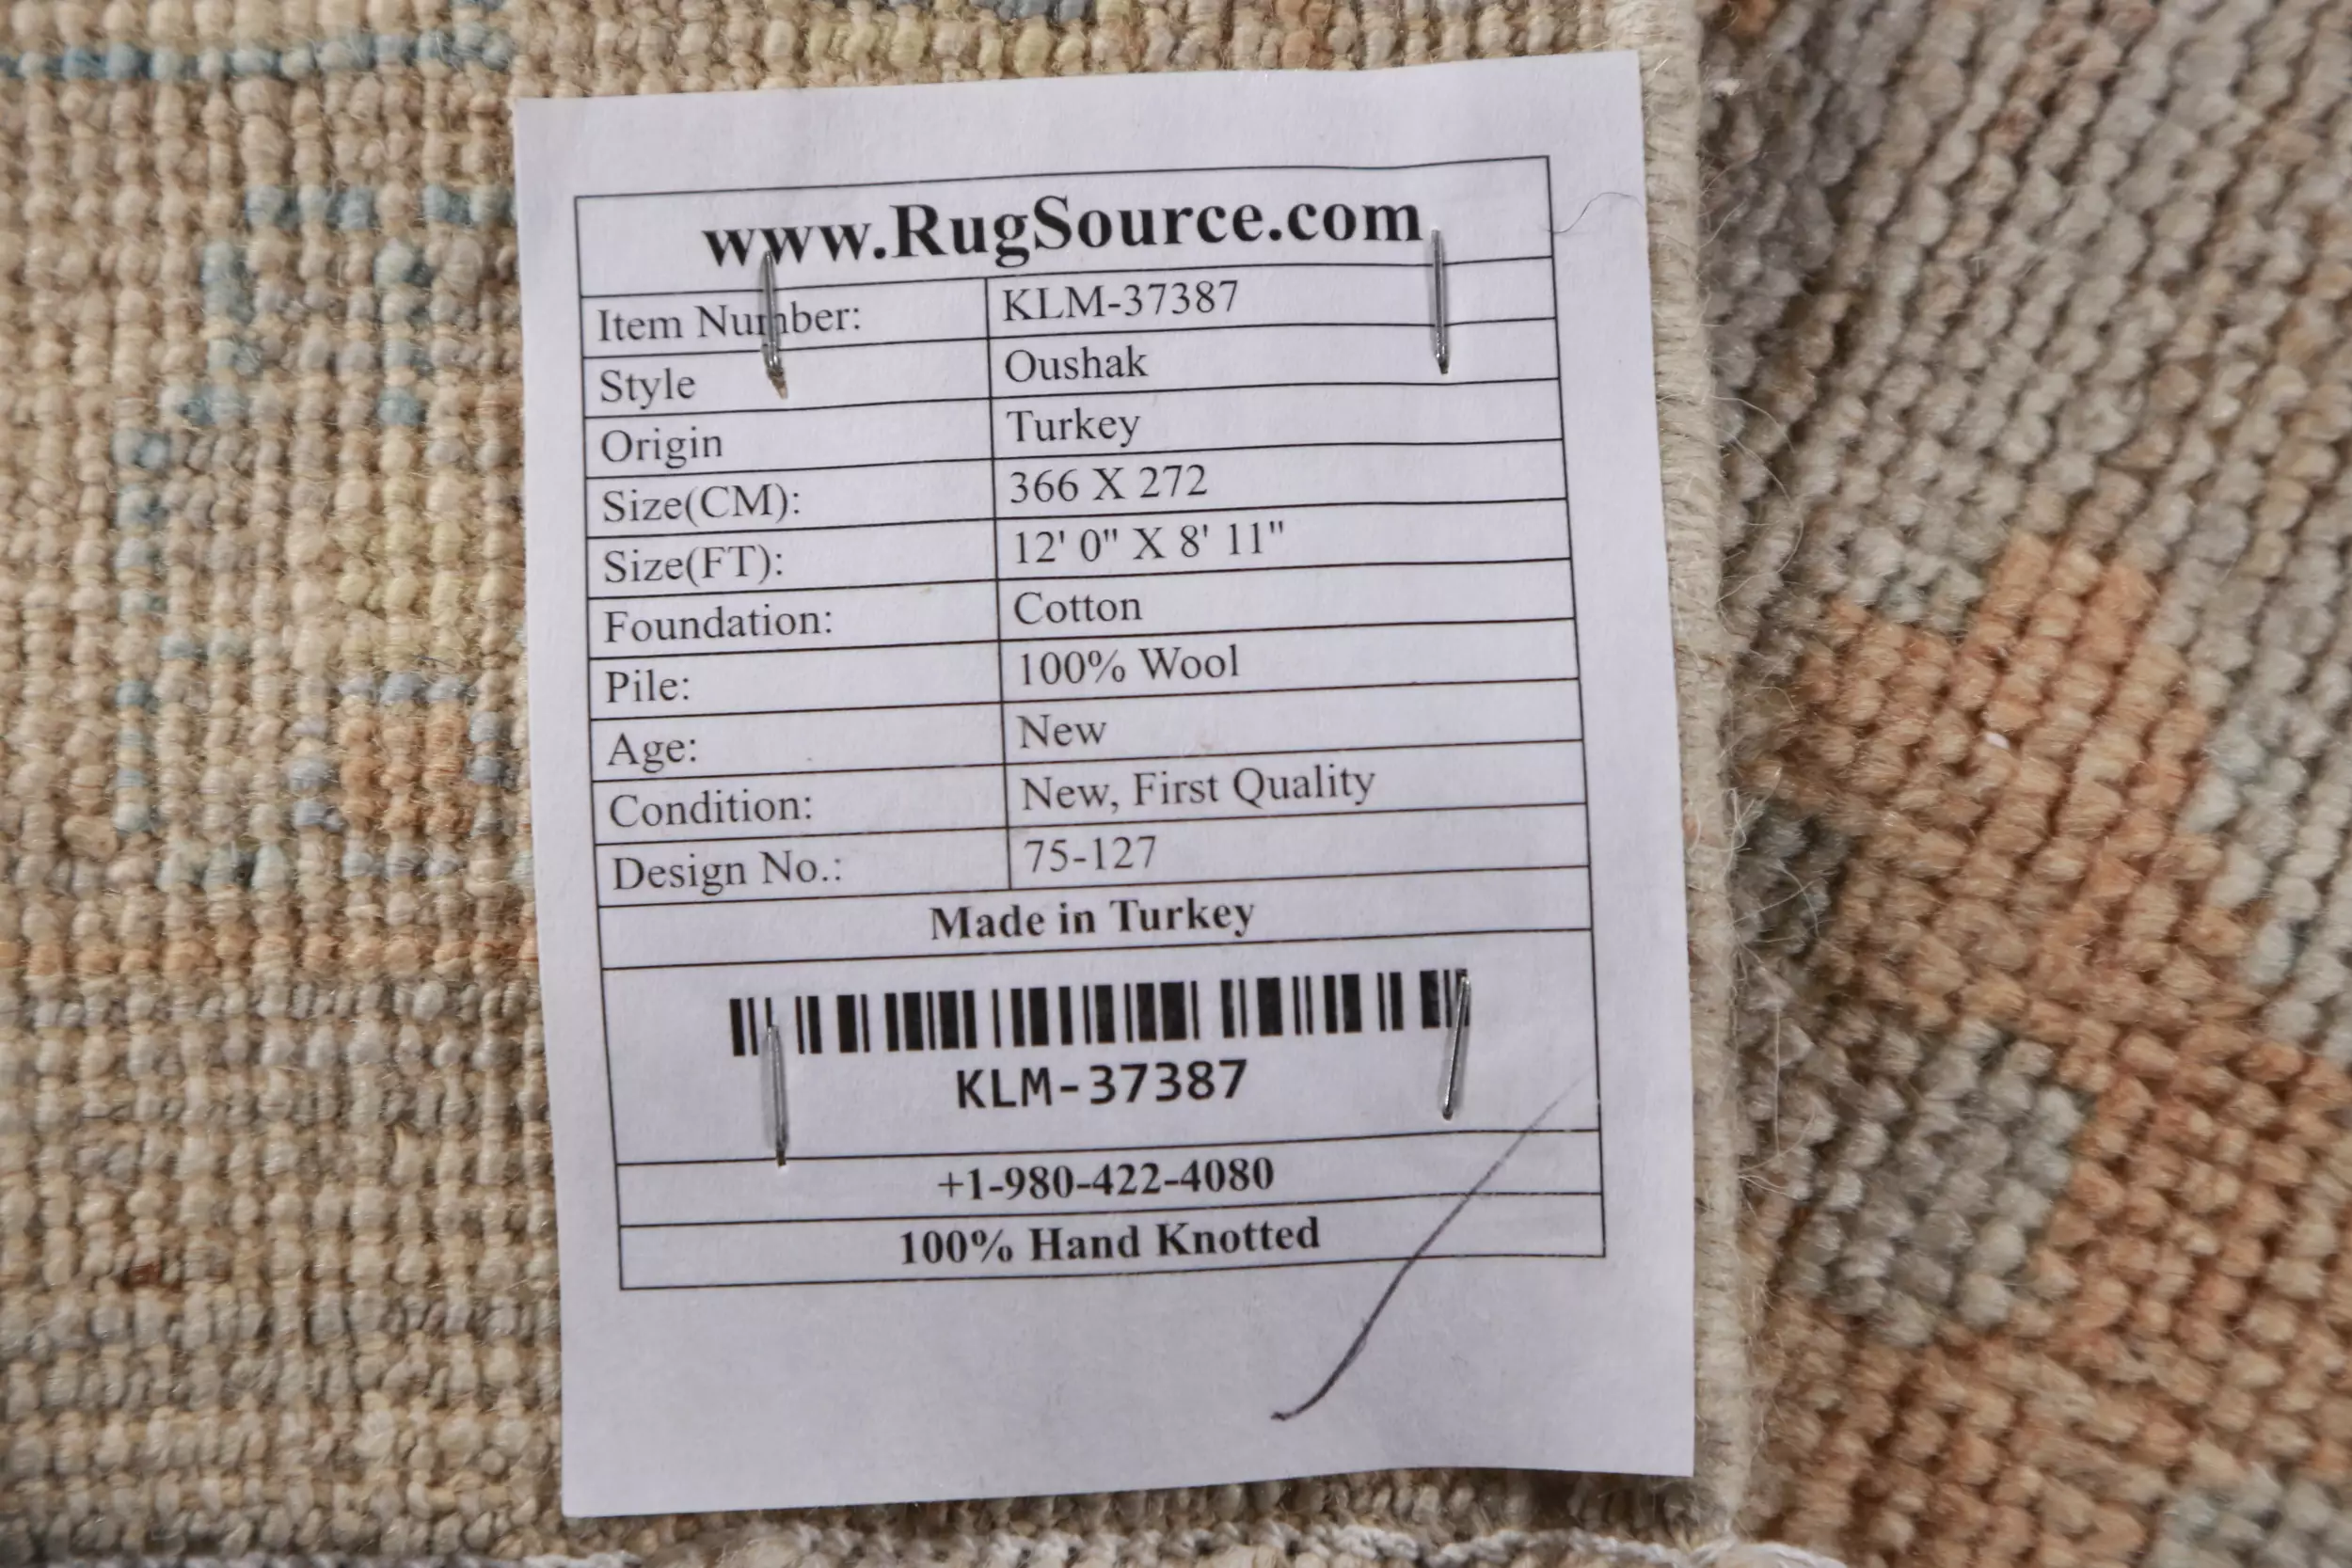 www.RugSource.com
Item Number: KLM-37387
Style Oushak
Origin Turkey
Size(CM): 366 X 272
Size(FT): 12' 0" X 8' 11"
Foundation: Cotton
Pile: 100% Wool
Age: New
Condition: New, First Quality
Design No.: 75-127
Made in Turkey
KLM-37387
+1-980-422-4080
100% Hand Knotted